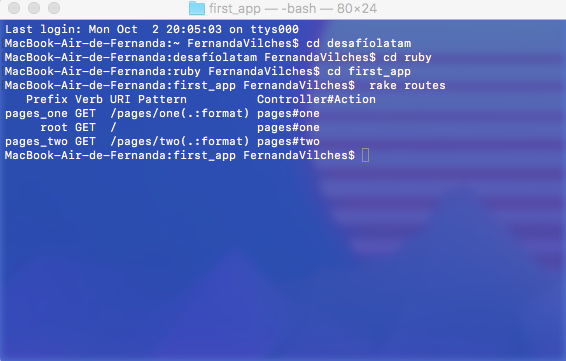 first_app — -bash — 80×24
Last login: Mon Oct  2 20:05:03 on ttys000
MacBook-Air-de-Fernanda:~ FernandaVilches$ cd desafíolatam
MacBook-Air-de-Fernanda:desafíolatam FernandaVilches$ cd ruby
MacBook-Air-de-Fernanda:ruby FernandaVilches$ cd first_app
MacBook-Air-de-Fernanda:first_app FernandaVilches$  rake routes
   Prefix Verb URI Pattern          Controller#Action
pages_one GET  /pages/one(.:format) pages#one
     root GET  /                    pages#one
pages_two GET  /pages/two(.:format) pages#two
MacBook-Air-de-Fernanda:first_app FernandaVilches$